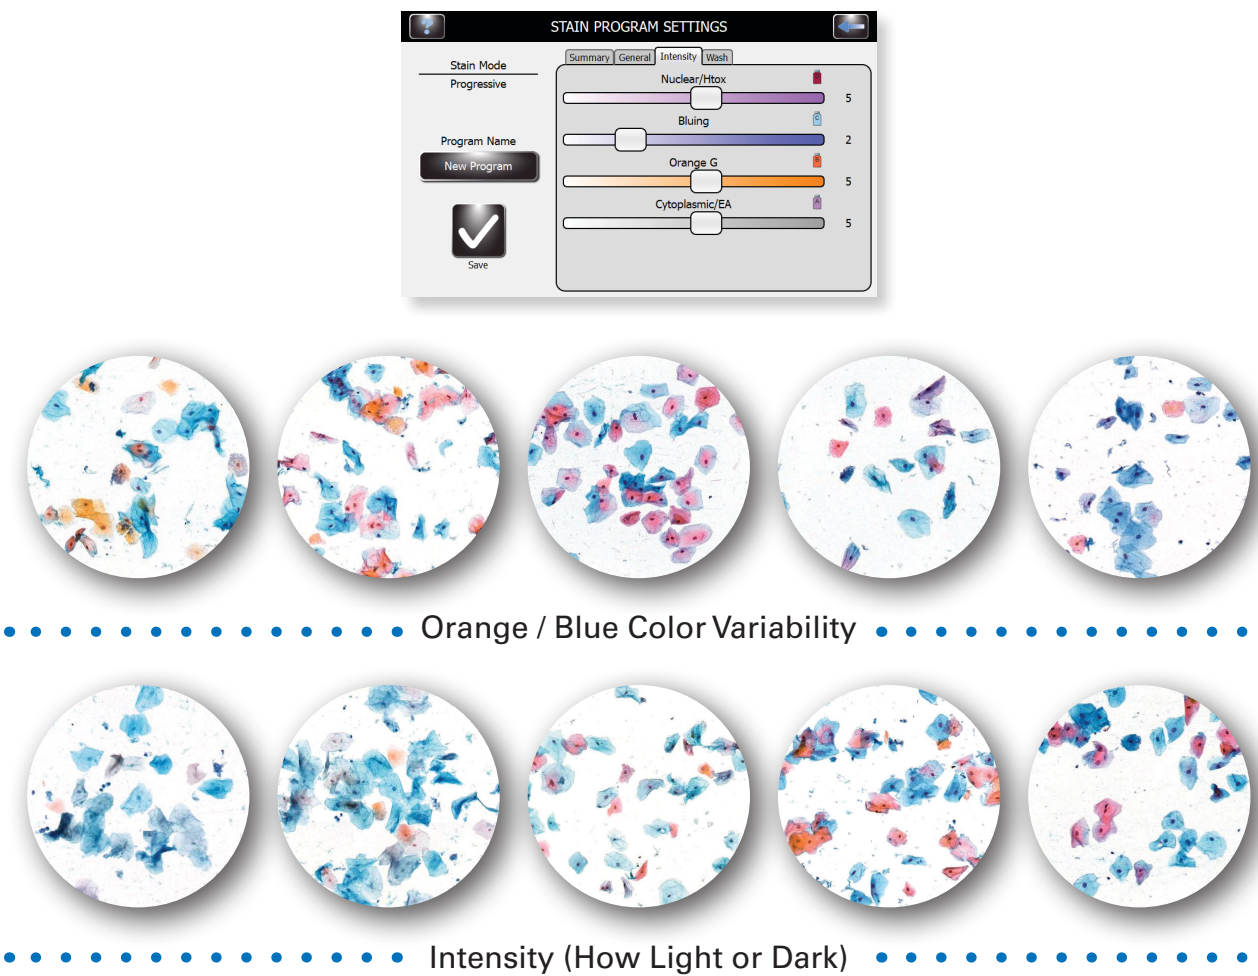 ?
STAIN PROGRAM SETTINGS
Stain Mode
Progressive
Program Name
New Program
Save
Summary General Intensity Wash
Nuclear/Htox
5
Bluing
C
2
Orange G
B
5
Cytoplasmic/EA
A
5
Orange / Blue Color Variability
Intensity (How Light or Dark)